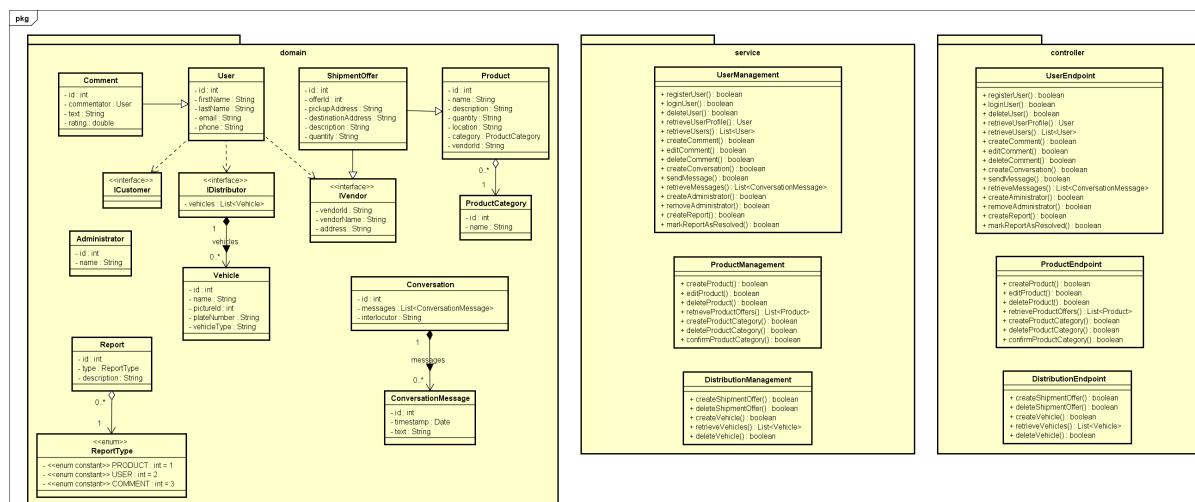 pkg
domain
Comment
- id : int
- commentator : User
- text : String
- rating : double
User
- id : int
- firstName : String
- lastName : String
- email : String
- phone : String
ShipmentOffer
- id : int
- offerId : int
- pickupAddress : String
- destinationAddress : String
- description : String
- quantity : String
Product
- id : int
- name : String
- description : String
- quantity : String
- location : String
- category : ProductCategory
- vendorId : String
<<interface>>
ICustomer
<<interface>>
IDistributor
- vehicles : List<Vehicle>
<<interface>>
IVendor
- vendorId : String
- vendorName : String
- address : String
0..*
1
ProductCategory
- id : int
- name : String
Administrator
- id : int
- name : String
1
vehicles
0..*
Vehicle
- id : int
- name : String
- pictureId : int
- plateNumber : String
- vehicleType : String
Conversation
- id : int
- messages : List<ConversationMessage>
- interlocutor : String
1
messages
0..*
ConversationMessage
- id : int
- timestamp : Date
- text : String
Report
- id : int
- type : ReportType
- description : String
0..*
1
<<enum>>
ReportType
- <<enum constant>> PRODUCT : int = 1
- <<enum constant>> USER : int = 2
- <<enum constant>> COMMENT : int = 3
service
UserManagement
+ registerUser() : boolean
+ loginUser() : boolean
+ deleteUser() : boolean
+ retrieveUserProfile() : User
+ retrieveUsers() : List<User>
+ createComment() : boolean
+ editComment() : boolean
+ deleteComment() : boolean
+ createConversation() : boolean
+ sendMessage() : boolean
+ retrieveMessages() : List<ConversationMessage>
+ createAdministrator() : boolean
+ removeAdministrator() : boolean
+ createReport() : boolean
+ markReportAsResolved() : boolean
ProductManagement
+ createProduct() : boolean
+ editProduct() : boolean
+ deleteProduct() : boolean
+ retrieveProductOffers() : List<Product>
+ createProductCategory() : boolean
+ deleteProductCategory() : boolean
+ confirmProductCategory() : boolean
DistributionManagement
+ createShipmentOffer() : boolean
+ deleteShipmentOffer() : boolean
+ createVehicle() : boolean
+ retrieveVehicles() : List<Vehicle>
+ deleteVehicle() : boolean
controller
UserEndpoint
+ registerUser() : boolean
+ loginUser() : boolean
+ deleteUser() : boolean
+ retrieveUserProfile() : User
+ retrieveUsers() : List<User>
+ createComment() : boolean
+ editComment() : boolean
+ deleteComment() : boolean
+ createConversation() : boolean
+ sendMessage() : boolean
+ retrieveMessages() : List<ConversationMessage>
+ createAministrator() : boolean
+ removeAdministrator() : boolean
+ createReport() : boolean
+ markReportAsResolved() : boolean
ProductEndpoint
+ createProduct() : boolean
+ editProduct() : boolean
+ deleteProduct() : boolean
+ retrieveProductOffers() : List<Product>
+ createProductCategory() : boolean
+ deleteProductCategory() : boolean
+ confirmProductCategory() : boolean
DistributionEndpoint
+ createShipmentOffer() : boolean
+ deleteShipmentOffer() : boolean
+ createVehicle() : boolean
+ retrieveVehicles() : List<Vehicle>
+ deleteVehicle() : boolean